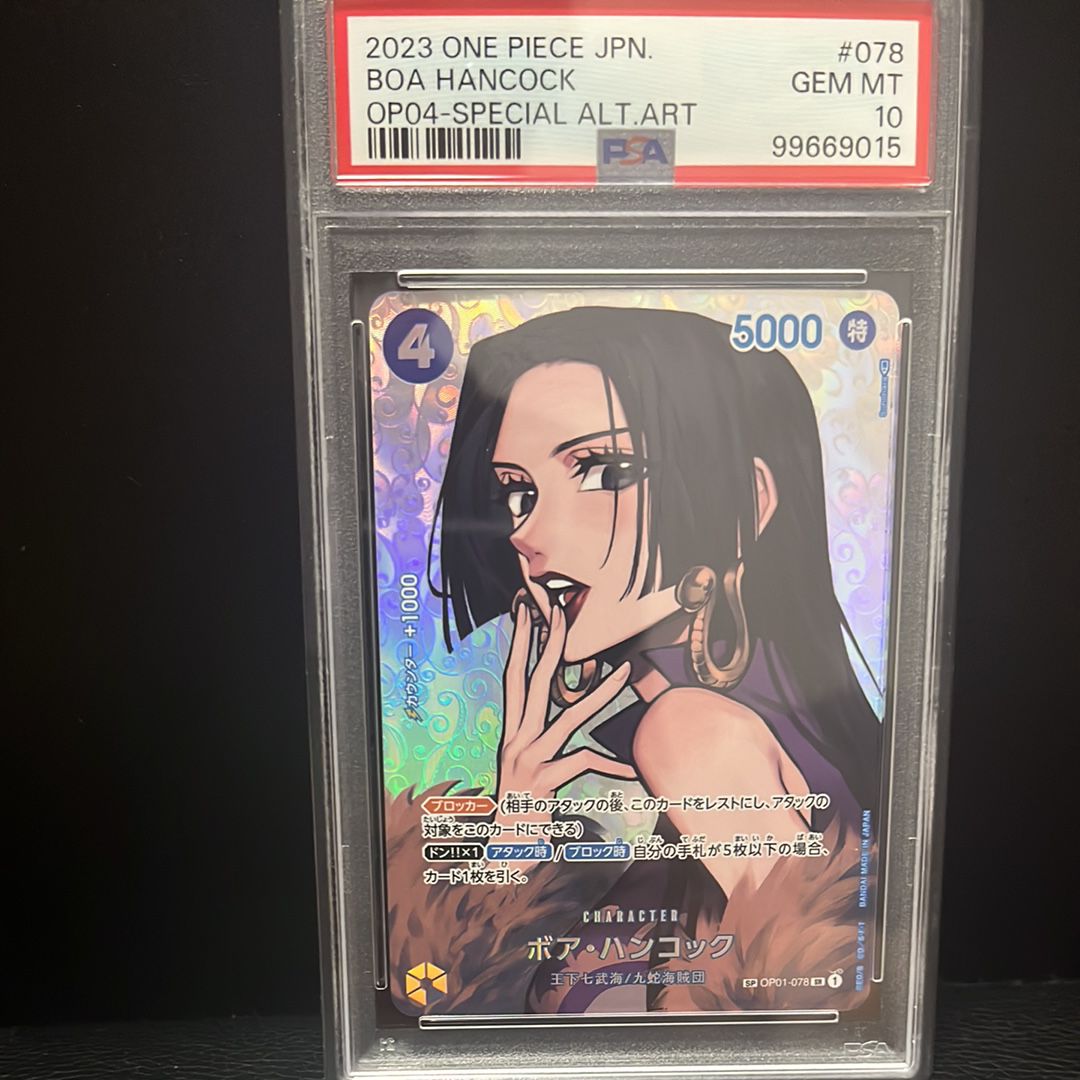 2023 ONE PIECE JPN. #078
BOA HANCOCK GEM MT
OP04-SPECIAL ALT.ART 10
PSA 99669015
4 5000 特
カウンター +1000
ブロッカー (相手のアタックの後、このカードをレストにし、アタックの
対象をこのカードにできる)
ドン!!×1 アタック時 / ブロック時 自分の手札が5枚以下の場合、
カード1枚を引く。
CHARACTER
ボア・ハンコック
王下七武海/九蛇海賊団
SP OP01-078 SR 1
BANDAI MADE IN JAPAN
PSA